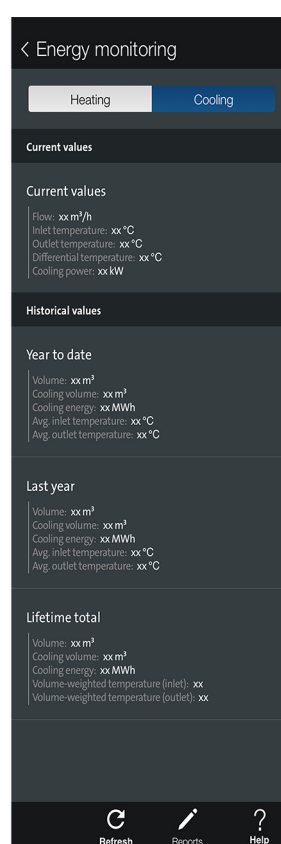 < Energy monitoring
Heating Cooling
Current values
Current values
Flow: xx m³/h
Inlet temperature: xx °C
Outlet temperature: xx °C
Differential temperature: xx °C
Cooling power: xx kW
Historical values
Year to date
Volume: xx m³
Cooling volume: xx m³
Cooling energy: xx MWh
Avg. inlet temperature: xx °C
Avg. outlet temperature: xx °C
Last year
Volume: xx m³
Cooling volume: xx m³
Cooling energy: xx MWh
Avg. inlet temperature: xx °C
Avg. outlet temperature: xx °C
Lifetime total
Volume: xx m³
Cooling volume: xx m³
Cooling energy: xx MWh
Volume-weighted temperature (inlet): xx
Volume-weighted temperature (outlet): xx
Refresh Reports Help